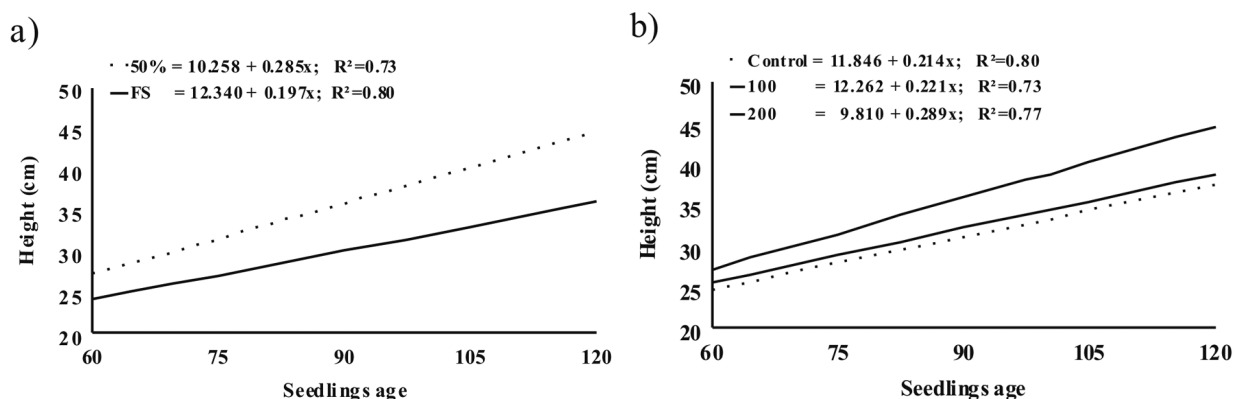 a)
50% = 10.258 + 0.285x; R²=0.73
FS = 12.340 + 0.197x; R²=0.80
50
45
40
35
30
25
20
Height (cm)
60 75 90 105 120
Seedlings age
b)
Control = 11.846 + 0.214x; R²=0.80
100 = 12.262 + 0.221x; R²=0.73
200 = 9.810 + 0.289x; R²=0.77
50
45
40
35
30
25
20
Height (cm)
60 75 90 105 120
Seedlings age